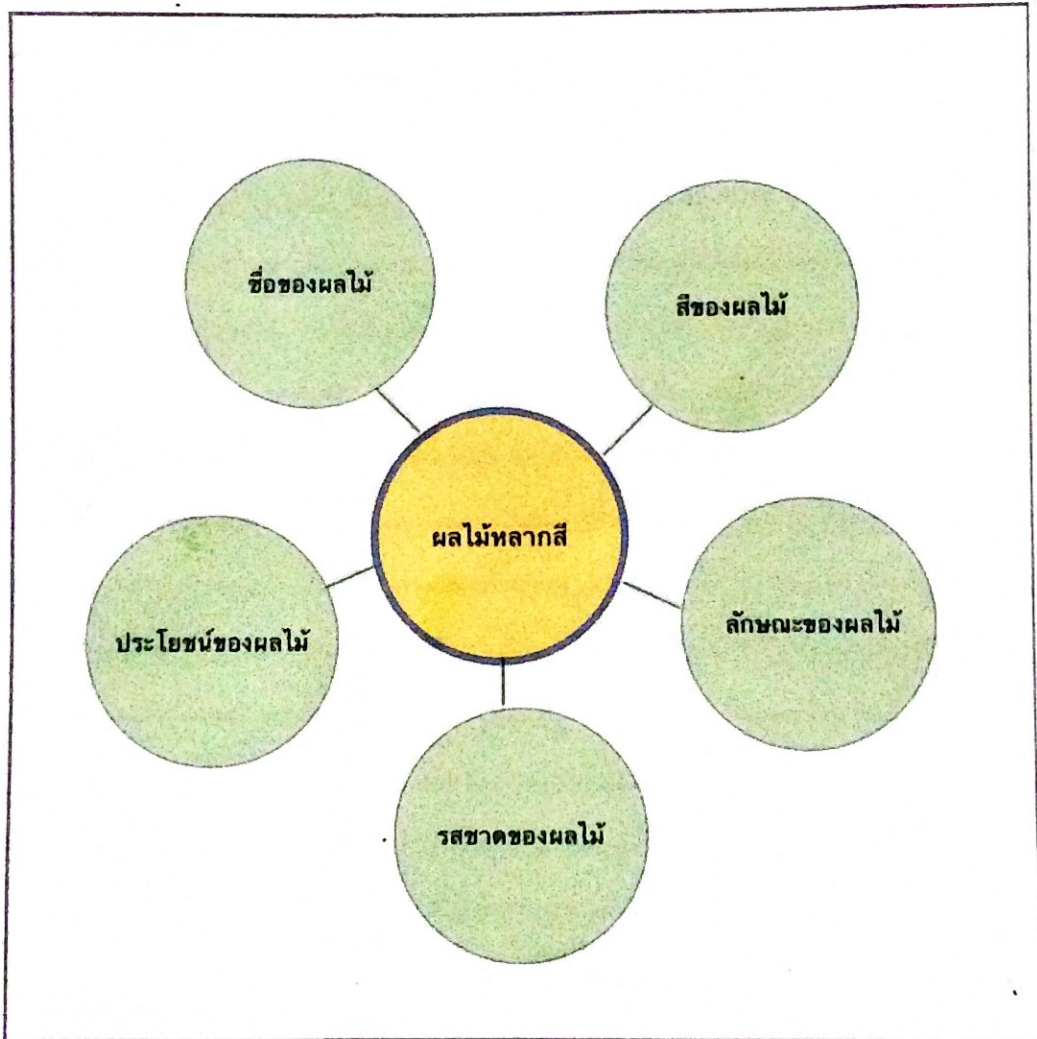 ชื่อของผลไม้
สีของผลไม้
ผลไม้หลากสี
ประโยชน์ของผลไม้
ลักษณะของผลไม้
รสชาตของผลไม้